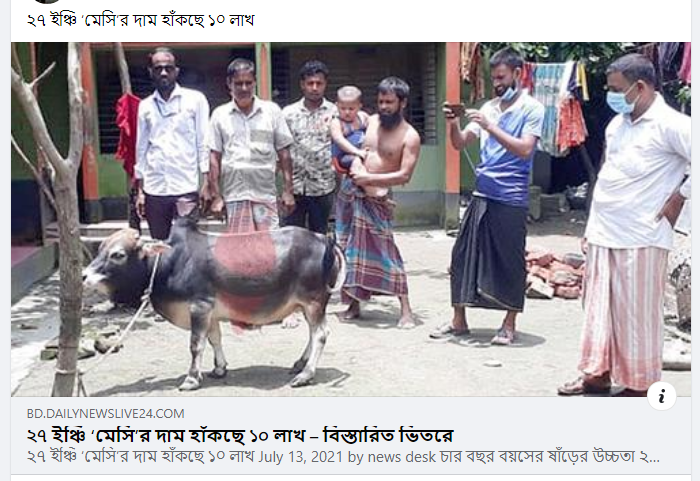 ২৭ ইঞ্চি ‘মেসি’র দাম হাঁকছে ১০ লাখ
BD.DAILYNEWSLIVE24.COM
২৭ ইঞ্চি ‘মেসি’র দাম হাঁকছে ১০ লাখ – বিস্তারিত ভিতরে
২৭ ইঞ্চি ‘মেসি’র দাম হাঁকছে ১০ লাখ July 13, 2021 by news desk চার বছর বয়সের ষাঁড়ের উচ্চতা ২...